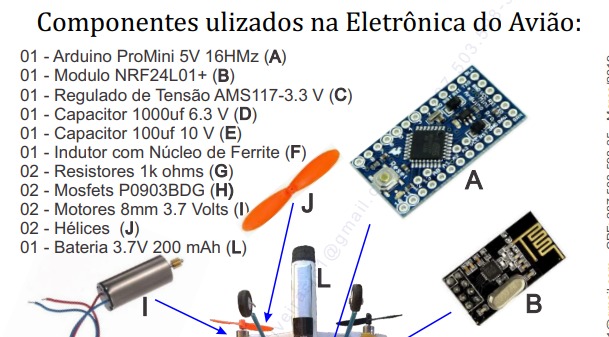 Componentes ulizados na Eletrônica do Avião:
01 - Arduino ProMini 5V 16HMz (A)
01 - Modulo NRF24L01+ (B)
01 - Regulado de Tensão AMS117-3.3 V (C)
01 - Capacitor 1000uf 6.3 V (D)
01 - Capacitor 100uf 10 V (E)
01 - Indutor com Núcleo de Ferrite (F)
02 - Resistores 1k ohms (G)
02 - Mosfets P0903BDG (H)
02 - Motores 8mm 3.7 Volts (I)
02 - Hélices (J)
01 - Bateria 3.7V 200 mAh (L)
A
J
L
I
B